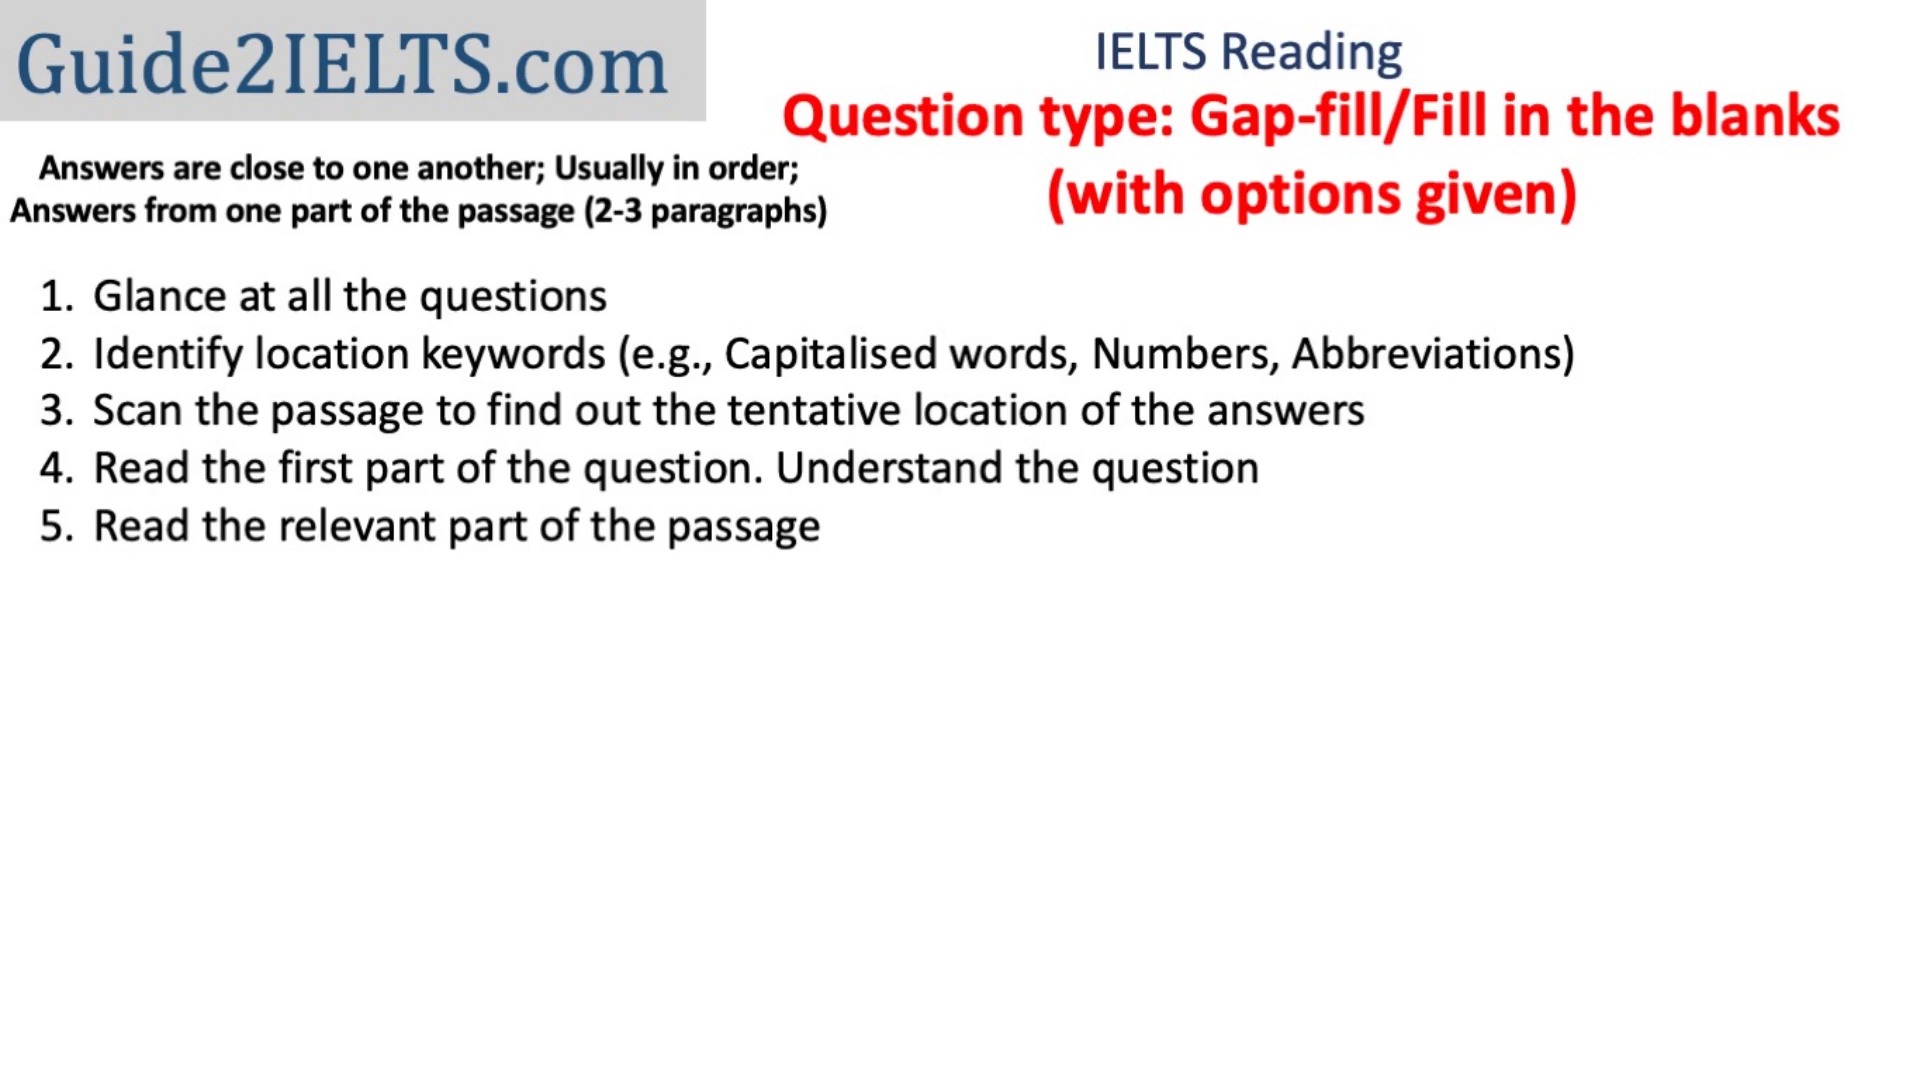 Guide2IELTS.com
IELTS Reading
Question type: Gap-fill/Fill in the blanks
(with options given)
Answers are close to one another; Usually in order;
Answers from one part of the passage (2-3 paragraphs)
1. Glance at all the questions
2. Identify location keywords (e.g., Capitalised words, Numbers, Abbreviations)
3. Scan the passage to find out the tentative location of the answers
4. Read the first part of the question. Understand the question
5. Read the relevant part of the passage